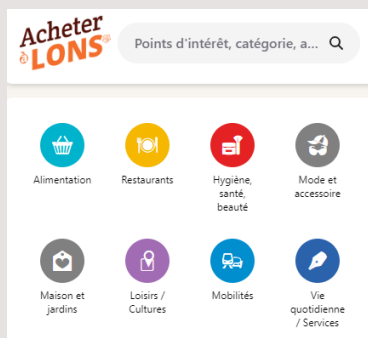 Acheter
à LONS
Points d'intérêt, catégorie, a...
Alimentation
Restaurants
Hygiène,
santé,
beauté
Mode et
accessoire
Maison et
jardins
Loisirs /
Cultures
Mobilités
Vie
quotidienne
/ Services